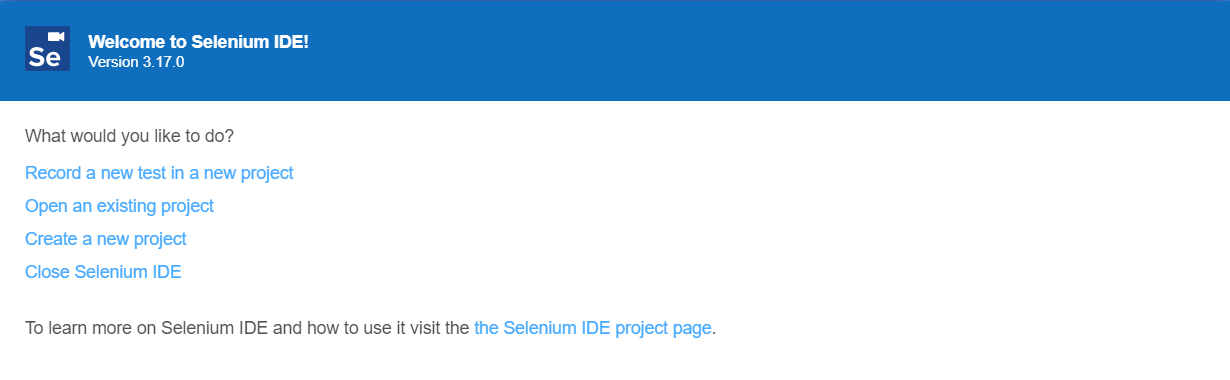 Se
Welcome to Selenium IDE!
Version 3.17.0
What would you like to do?
Record a new test in a new project
Open an existing project
Create a new project
Close Selenium IDE
To learn more on Selenium IDE and how to use it visit the the Selenium IDE project page.